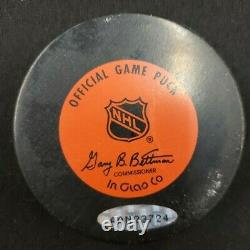 OFFICIAL GAME PUCK
NHL
®
Gary B. Bettman
COMMISSIONER
In Glas Co